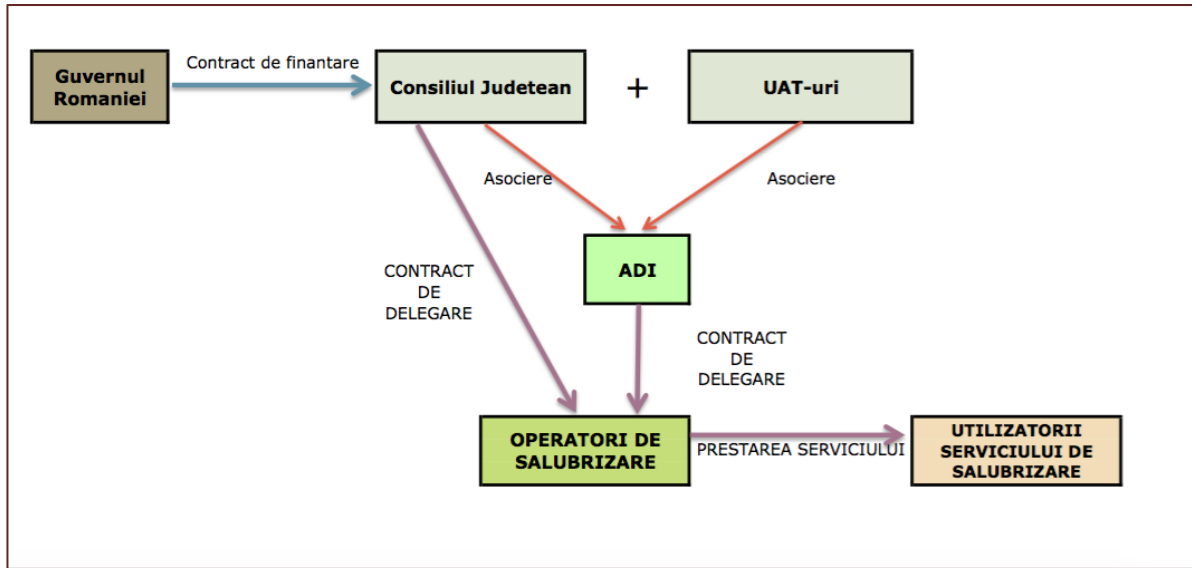 Contract de finantare
Guvernul
Romaniei
Consiliul Judetean
+
UAT-uri
Asociere
Asociere
ADI
CONTRACT
DE
DELEGARE
CONTRACT
DE
DELEGARE
OPERATORI DE
SALUBRIZARE
PRESTAREA SERVICIULUI
UTILIZATORII
SERVICIULUI DE
SALUBRIZARE